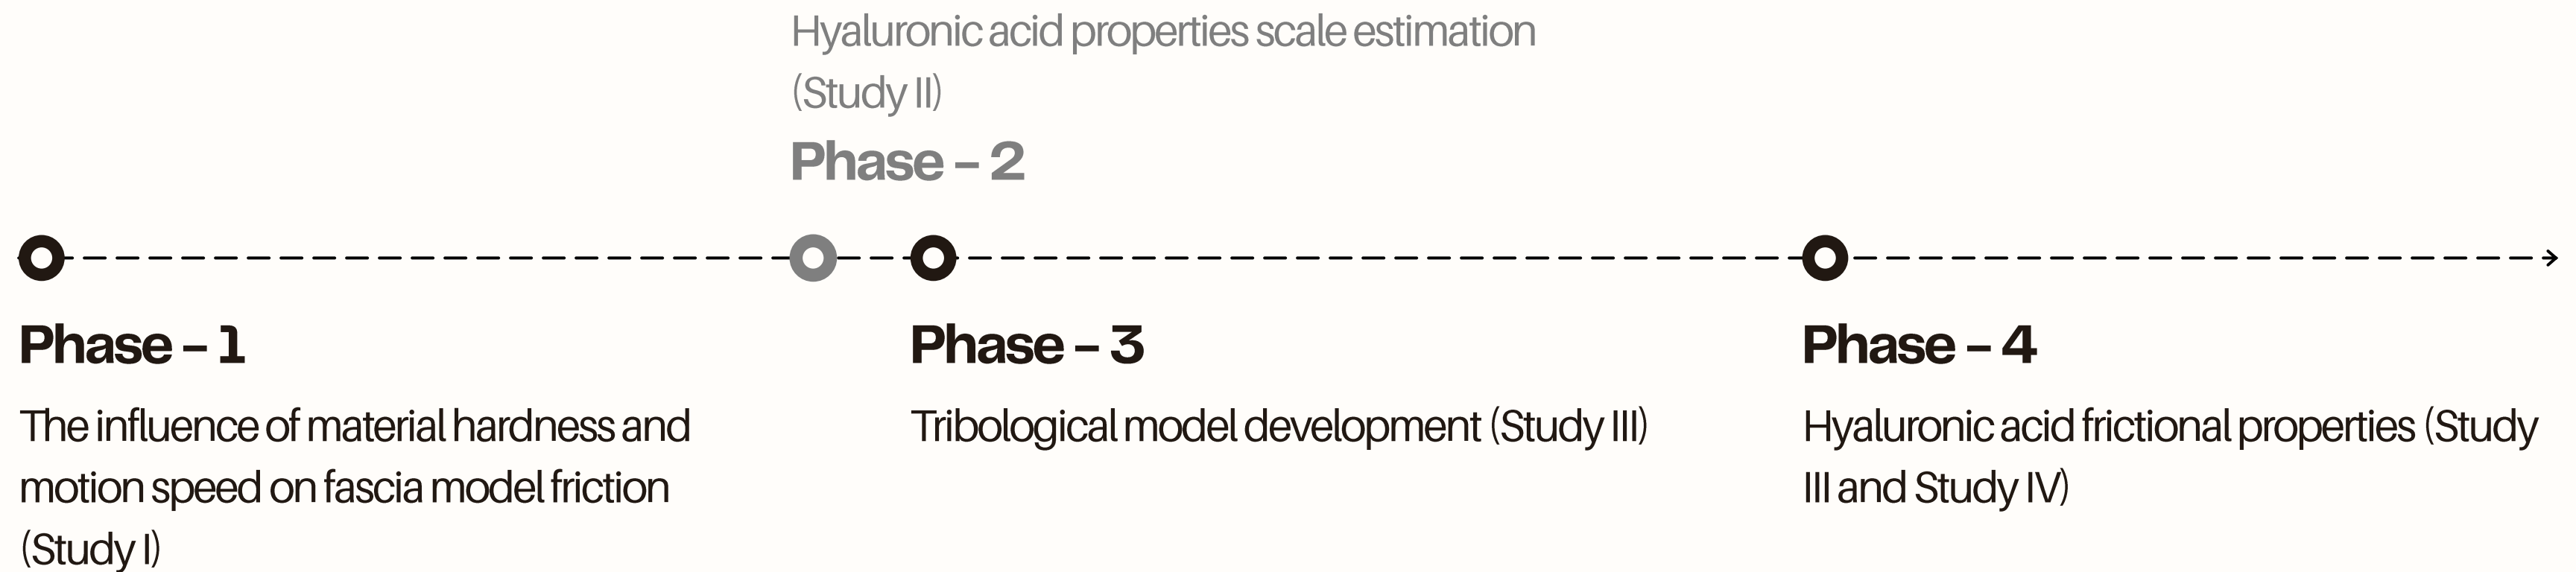 Hyaluronic acid properties scale estimation
(Study II)
Phase – 2
Phase – 1
The influence of material hardness and
motion speed on fascia model friction
(Study I)
Phase – 3
Tribological model development (Study III)
Phase – 4
Hyaluronic acid frictional properties (Study
III and Study IV)